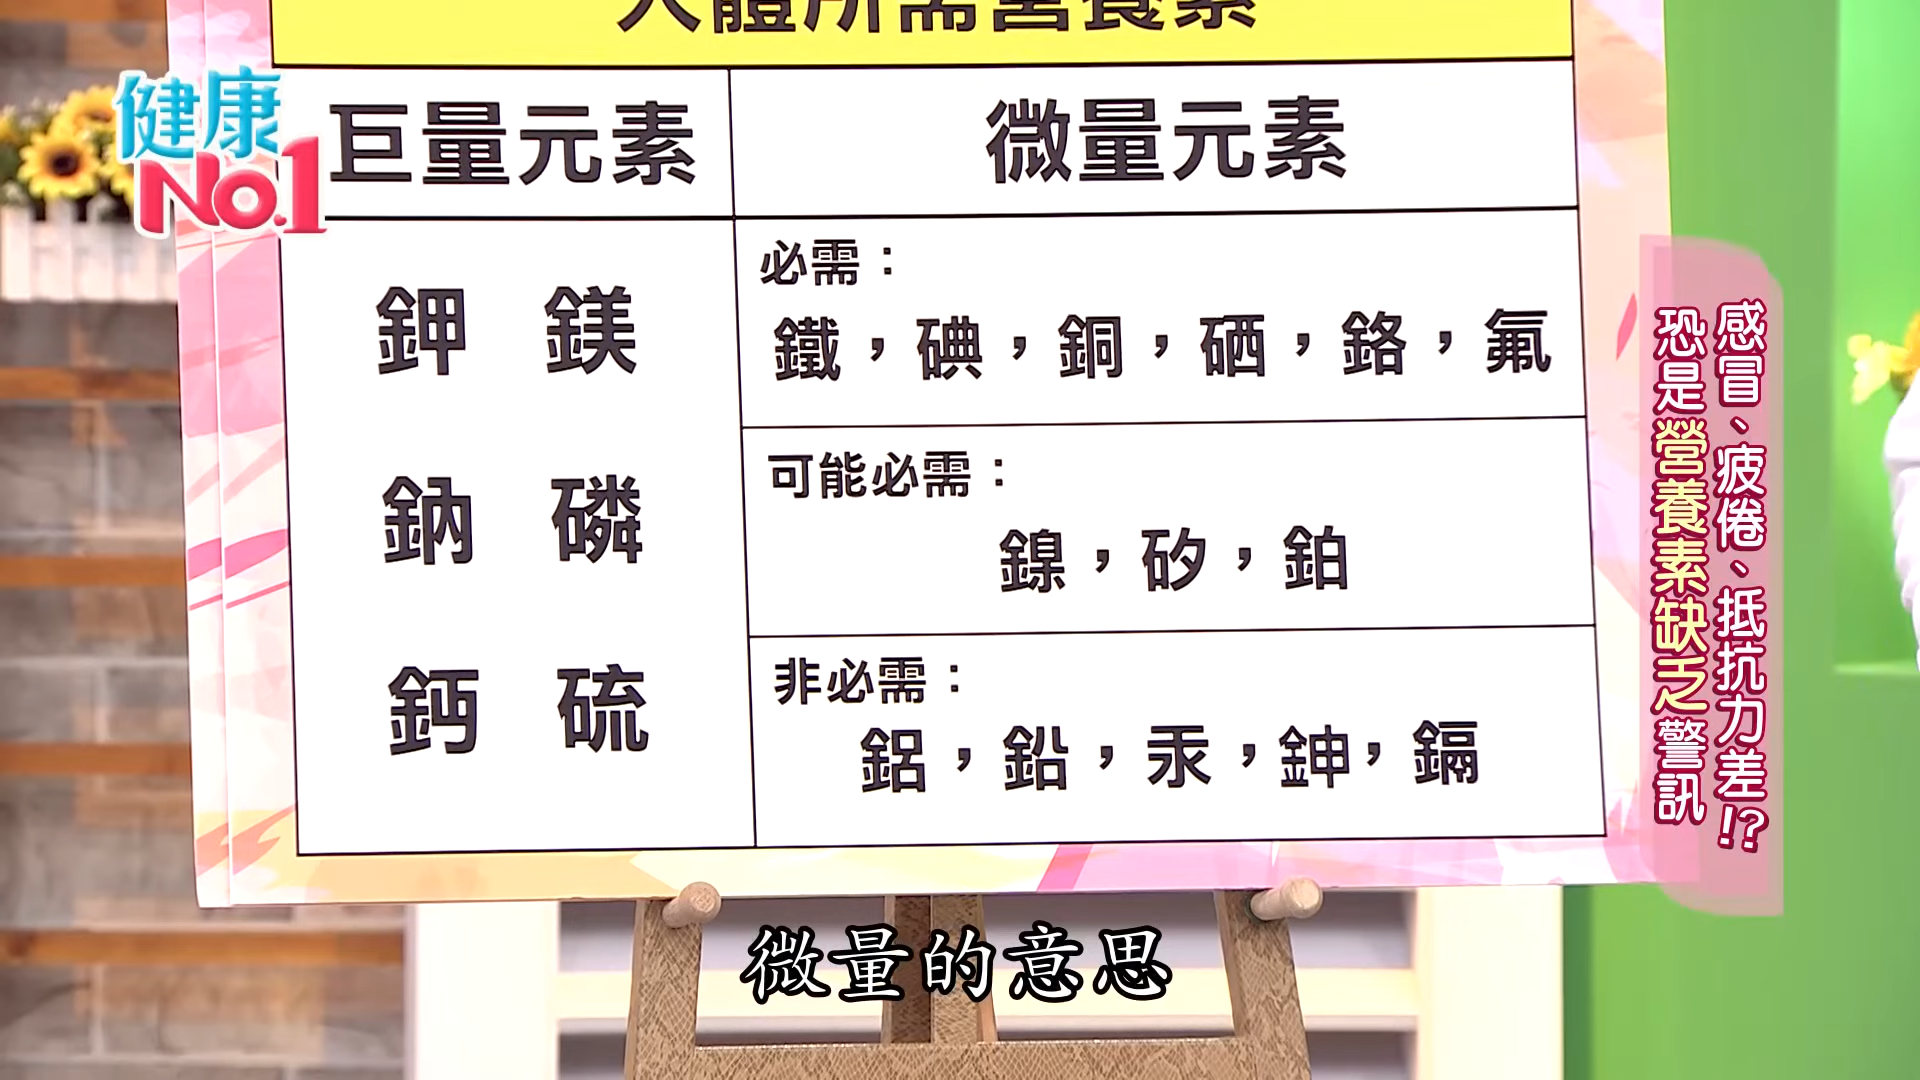 人體所需營養素
健康
No.1
巨量元素
微量元素
鉀 鎂
鈉 磷
鈣 硫
必需：
鐵，碘，銅，硒，鉻，氟
可能必需：
鎳，矽，鉑
非必需：
鋁，鉛，汞，鉮，鎘
感冒、疲倦、抵抗力差!?
恐是營養素缺乏警訊
微量的意思